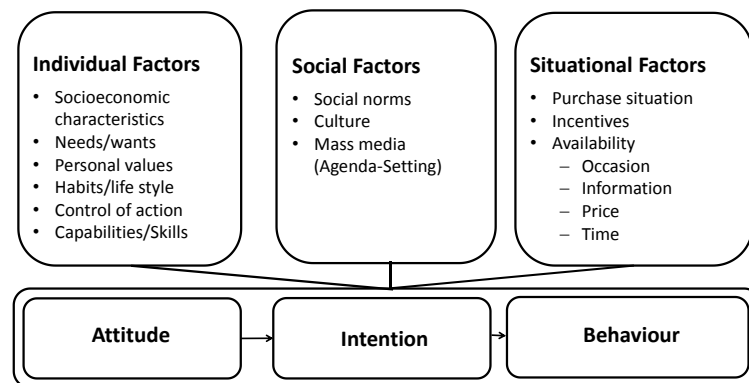 Individual Factors
• Socioeconomic
characteristics
• Needs/wants
• Personal values
• Habits/life style
• Control of action
• Capabilities/Skills
Social Factors
• Social norms
• Culture
• Mass media
(Agenda-Setting)
Situational Factors
• Purchase situation
• Incentives
• Availability
– Occasion
– Information
– Price
– Time
Attitude
Intention
Behaviour